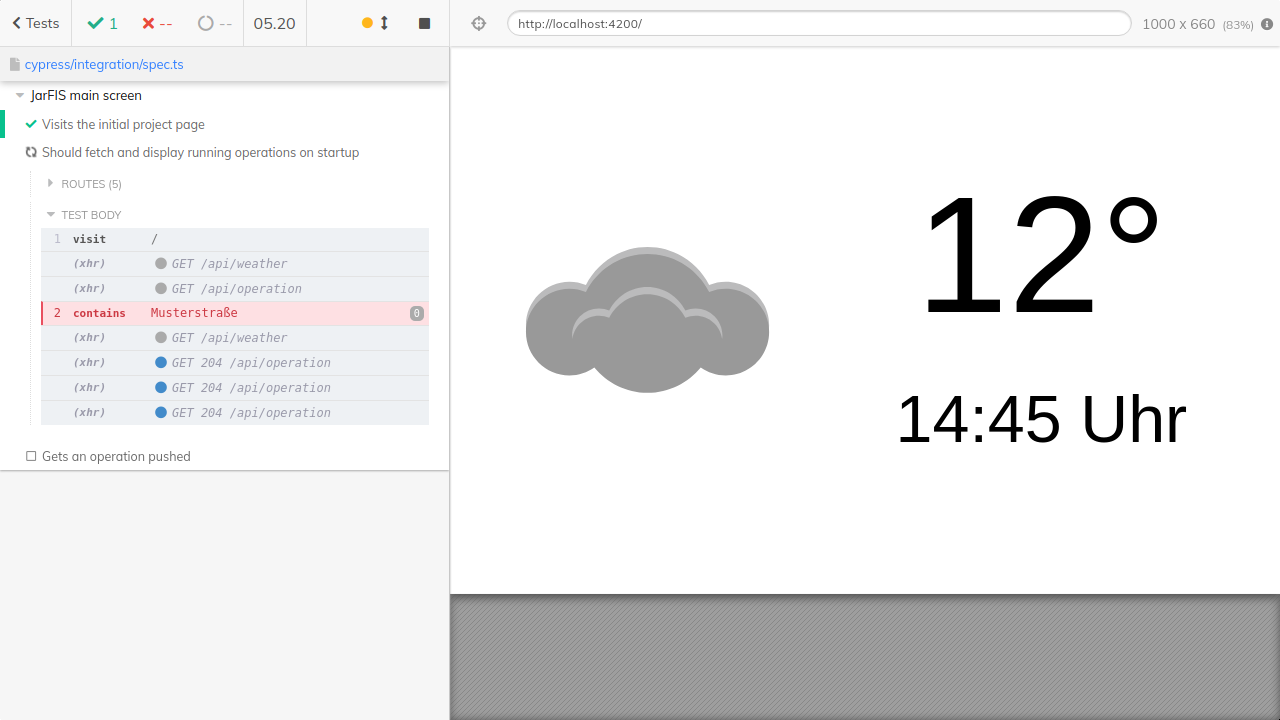 Tests 1 -- -- 05.20
http://localhost:4200/ 1000 x 660 (83%)
cypress/integration/spec.ts
JarFIS main screen
Visits the initial project page
Should fetch and display running operations on startup
ROUTES (5)
TEST BODY
1 visit /
(xhr) GET /api/weather
(xhr) GET /api/operation
2 contains Musterstraße 0
(xhr) GET /api/weather
(xhr) GET 204 /api/operation
(xhr) GET 204 /api/operation
(xhr) GET 204 /api/operation
Gets an operation pushed
12°
14:45 Uhr